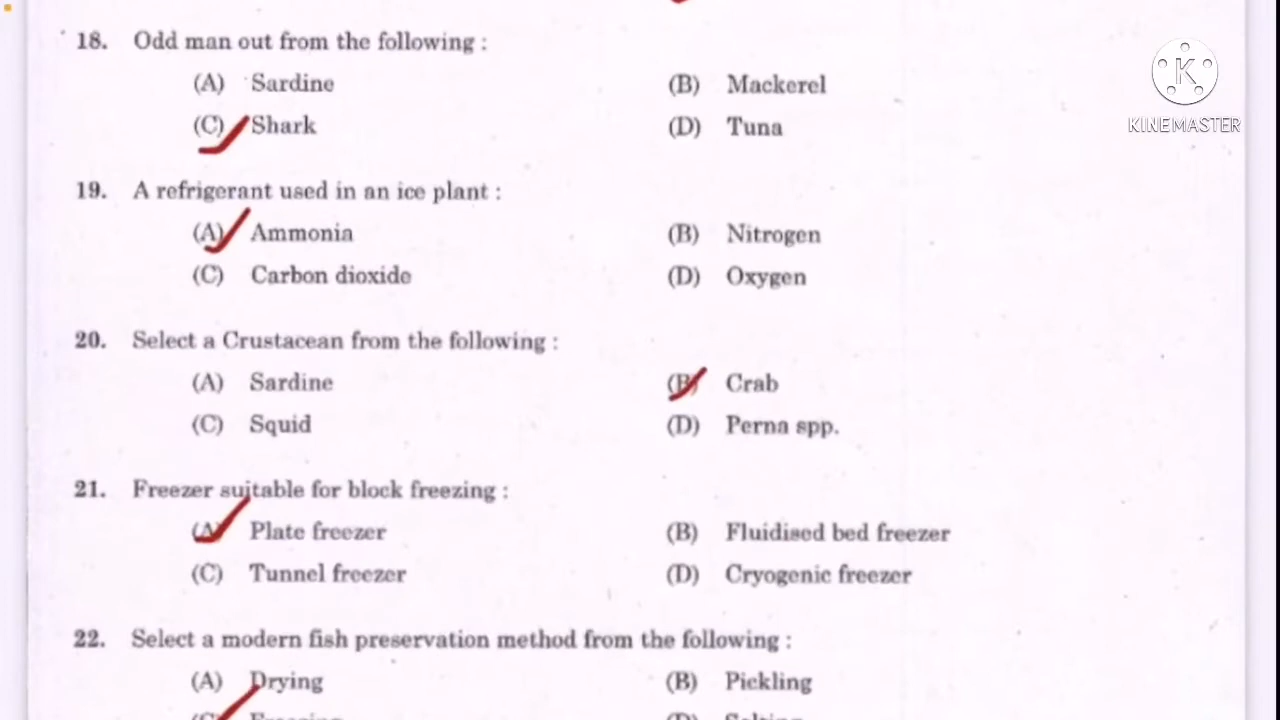 18. Odd man out from the following :
(A) Sardine (B) Mackerel
(C) Shark (D) Tuna
K
KINEMASTER
19. A refrigerant used in an ice plant :
(A) Ammonia (B) Nitrogen
(C) Carbon dioxide (D) Oxygen
20. Select a Crustacean from the following :
(A) Sardine (B) Crab
(C) Squid (D) Perna spp.
21. Freezer suitable for block freezing :
(A) Plate freezer (B) Fluidised bed freezer
(C) Tunnel freezer (D) Cryogenic freezer
22. Select a modern fish preservation method from the following :
(A) Drying (B) Pickling
(C) Freezing (D) Salting